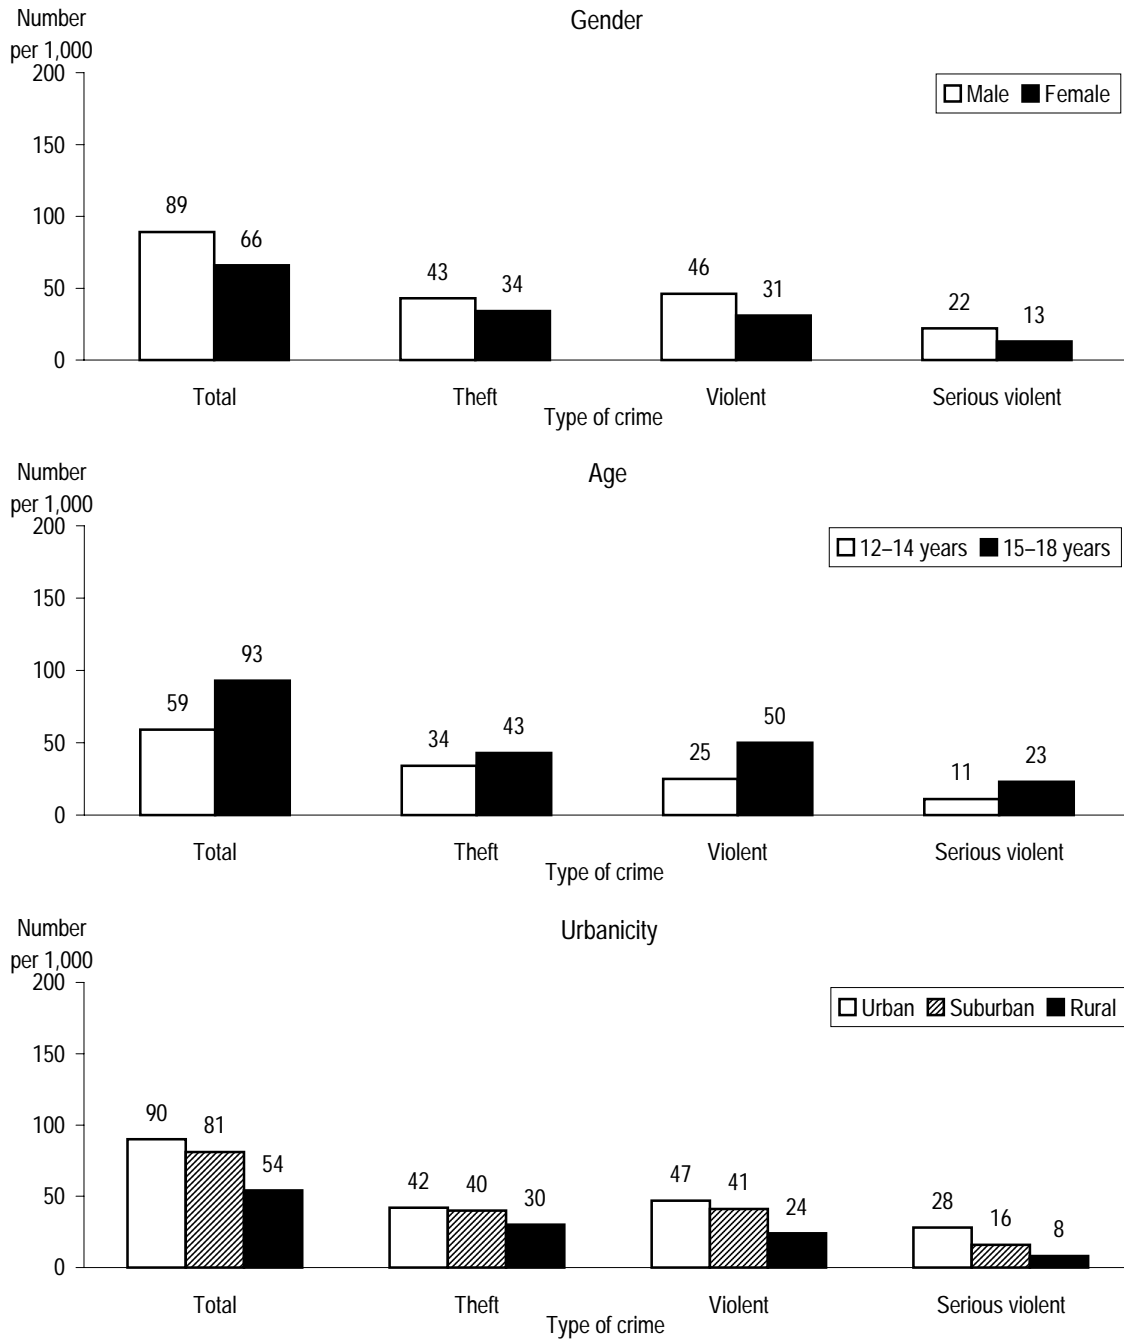 Number
per 1,000
Gender
Male Female
200
150
100
50
0
89
66
43
34
46
31
22
13
Total Theft Violent Serious violent
Type of crime
Number
per 1,000
Age
12–14 years 15–18 years
200
150
100
50
0
59
93
34
43
25
50
11
23
Total Theft Violent Serious violent
Type of crime
Number
per 1,000
Urbanicity
Urban Suburban Rural
200
150
100
50
0
90
81
54
42
40
30
47
41
24
28
16
8
Total Theft Violent Serious violent
Type of crime